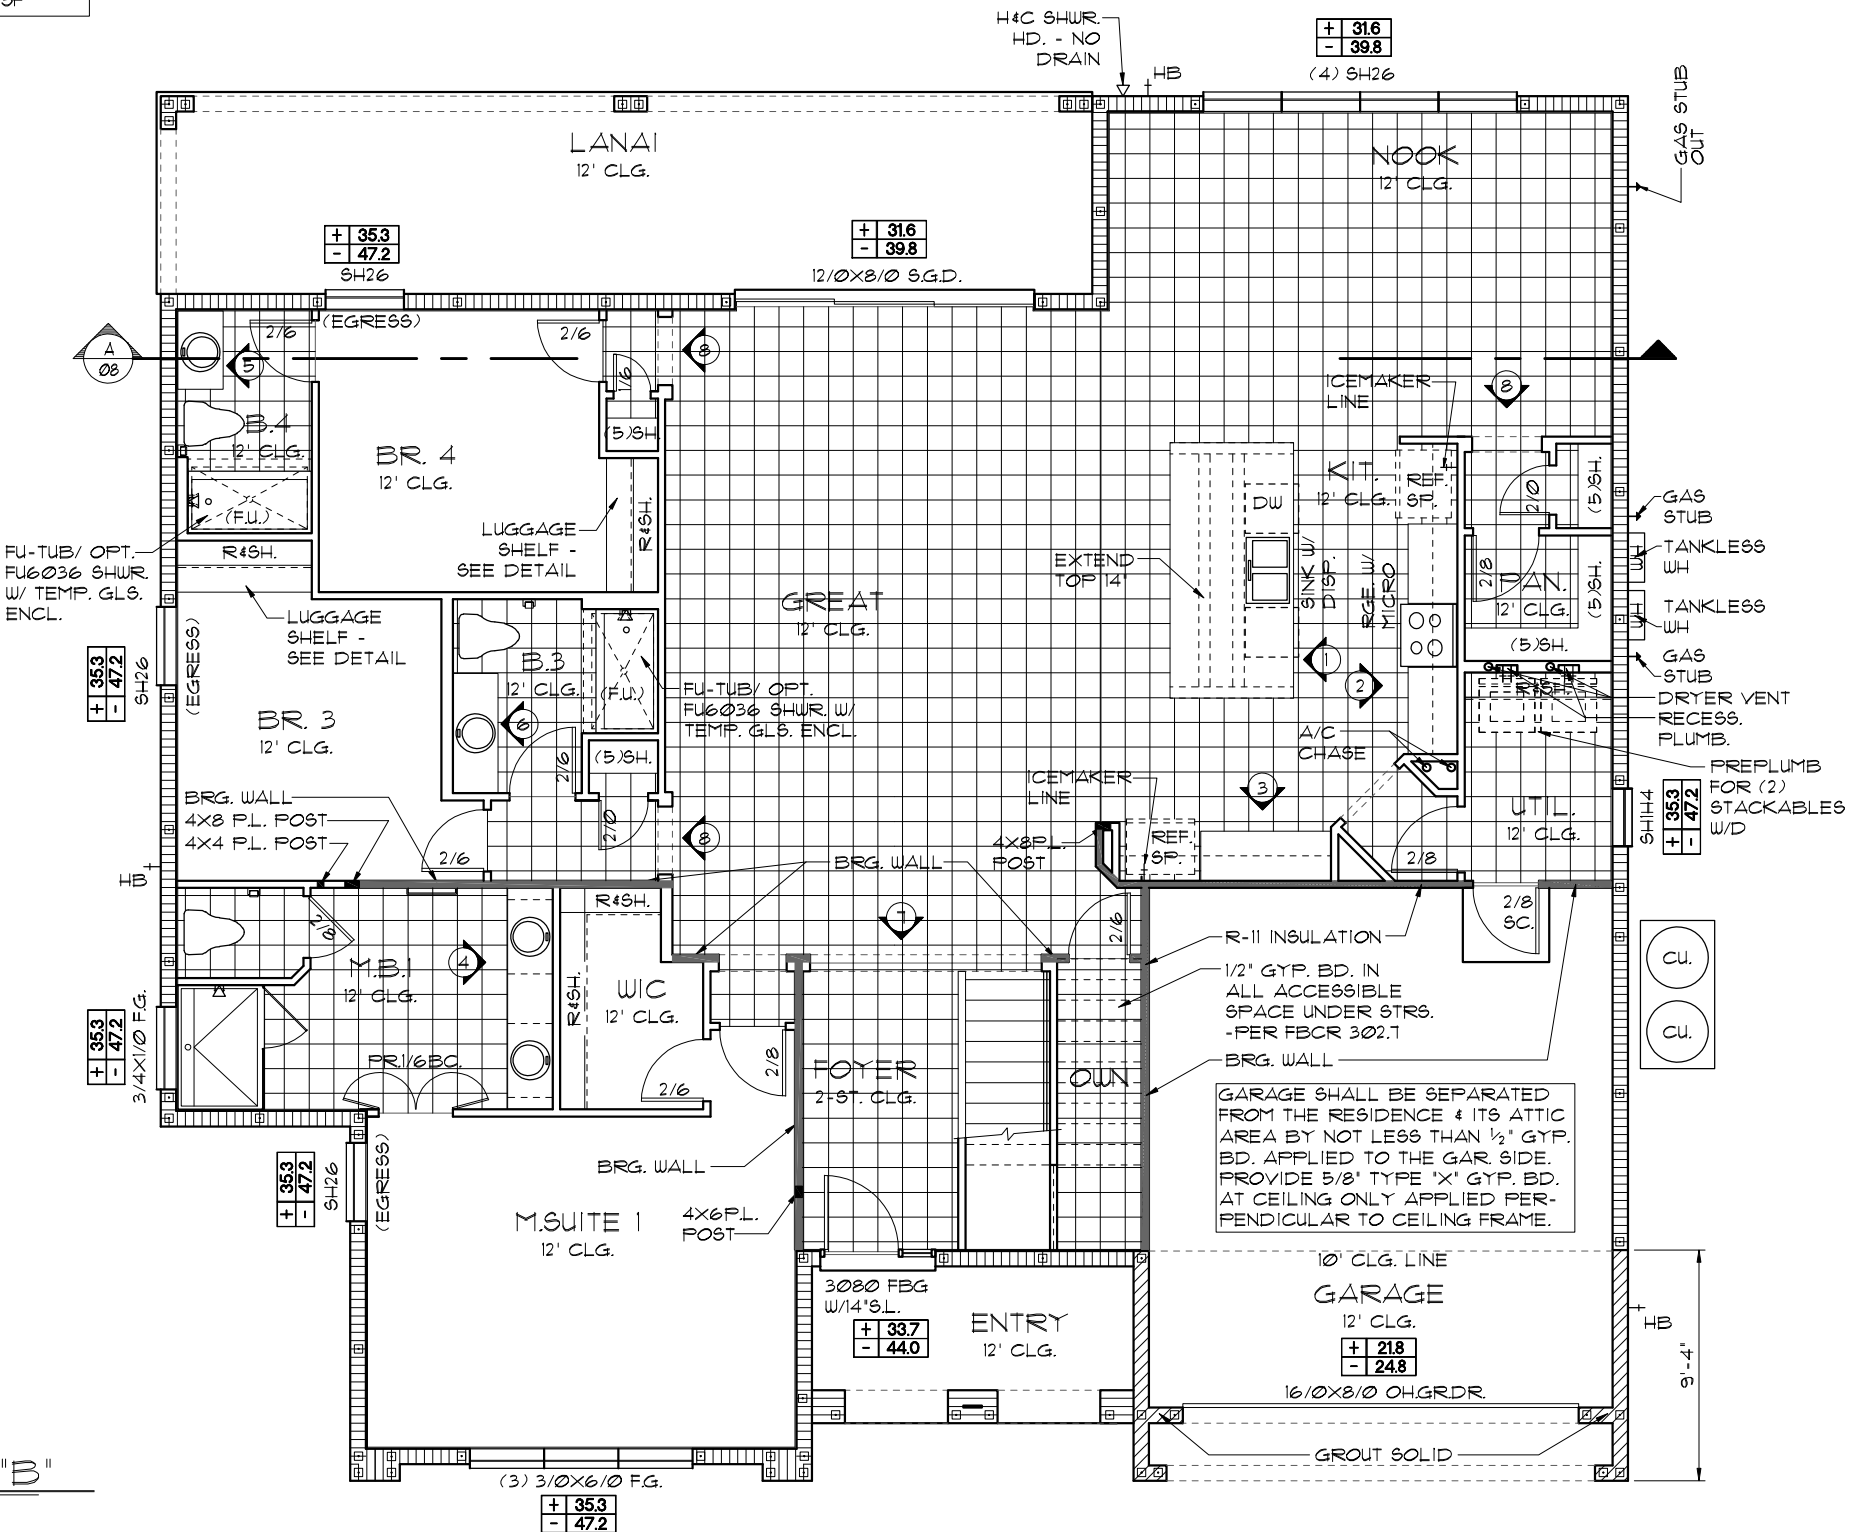 SP
H&C SHWR.
HD. - NO
DRAIN
HB
+ 31.6
- 39.8
(4) SH26
GAS STUB
OUT
LANAI
12' CLG.
NOOK
12' CLG.
+ 35.3
- 47.2
SH26
(EGRESS)
+ 31.6
- 39.8
12/0X8/0 S.G.D.
A
08
2/6
2/6
1/6
5
8
8
ICEMAKER
LINE
B.4
12' CLG.
(5)SH.
BR. 4
12' CLG.
KIT.
12' CLG.
REF.
SP.
2/0
(5)SH.
GAS
STUB
(F.U.)
LUGGAGE
SHELF -
SEE DETAIL
R&SH.
DW
FU-TUB/ OPT.
FU6036 SHWR.
W/ TEMP. GLS.
ENCL.
R&SH.
EXTEND
TOP 14"
SINK W/
DISP.
RGE. W/
MICRO
2/8
12' CLG.
(5)SH.
(5)SH.
TANKLESS
WH
TANKLESS
WH
GAS
STUB
LUGGAGE
SHELF -
SEE DETAIL
GREAT
12' CLG.
+ 35.3
- 47.2
SH26
(EGRESS)
B.3
12' CLG.
(F.U.)
FU-TUB/ OPT.
FU6036 SHWR. W/
TEMP. GLS. ENCL.
1
2
DRYER VENT
RECESS.
PLUMB.
BR. 3
12' CLG.
6
2/6
(5)SH.
A/C
CHASE
PREPLUMB
FOR (2)
STACKABLES
W/D
ICEMAKER
LINE
3
BRG. WALL
4X8 P.L. POST
4X4 P.L. POST
2/0
8
UTIL.
12' CLG.
SH1H4
+ 35.3
- 47.2
HB
2/6
BRG. WALL
4X8P.L.
POST
REF.
SP.
2/8
2/8
R&SH.
7
2/6
2/8
SC.
R-11 INSULATION
M.B.1
12' CLG.
4
R&SH.
WIC
12' CLG.
1/2" GYP. BD. IN
ALL ACCESSIBLE
SPACE UNDER STRS.
-PER FBCR 302.7
CU.
CU.
+ 35.3
- 47.2
3/4X1/0 F.G.
PR.1/6BC.
2/6
2/8
FOYER
2-ST. CLG.
OWN
BRG. WALL
GARAGE SHALL BE SEPARATED
FROM THE RESIDENCE & ITS ATTIC
AREA BY NOT LESS THAN ½" GYP.
BD. APPLIED TO THE GAR. SIDE.
PROVIDE 5/8" TYPE "X" GYP. BD.
AT CEILING ONLY APPLIED PER-
PENDICULAR TO CEILING FRAME.
+ 35.3
- 47.2
SH26
(EGRESS)
BRG. WALL
M.SUITE 1
12' CLG.
4X6P.L.
POST
10' CLG. LINE
3080 FBG
W/14"S.L.
+ 33.7
- 44.0
ENTRY
12' CLG.
GARAGE
12' CLG.
+ 21.8
- 24.8
16/0X8/0 OH.GR.DR.
HB
9'-4"
GROUT SOLID
"B"
(3) 3/0X6/0 F.G.
+ 35.3
- 47.2